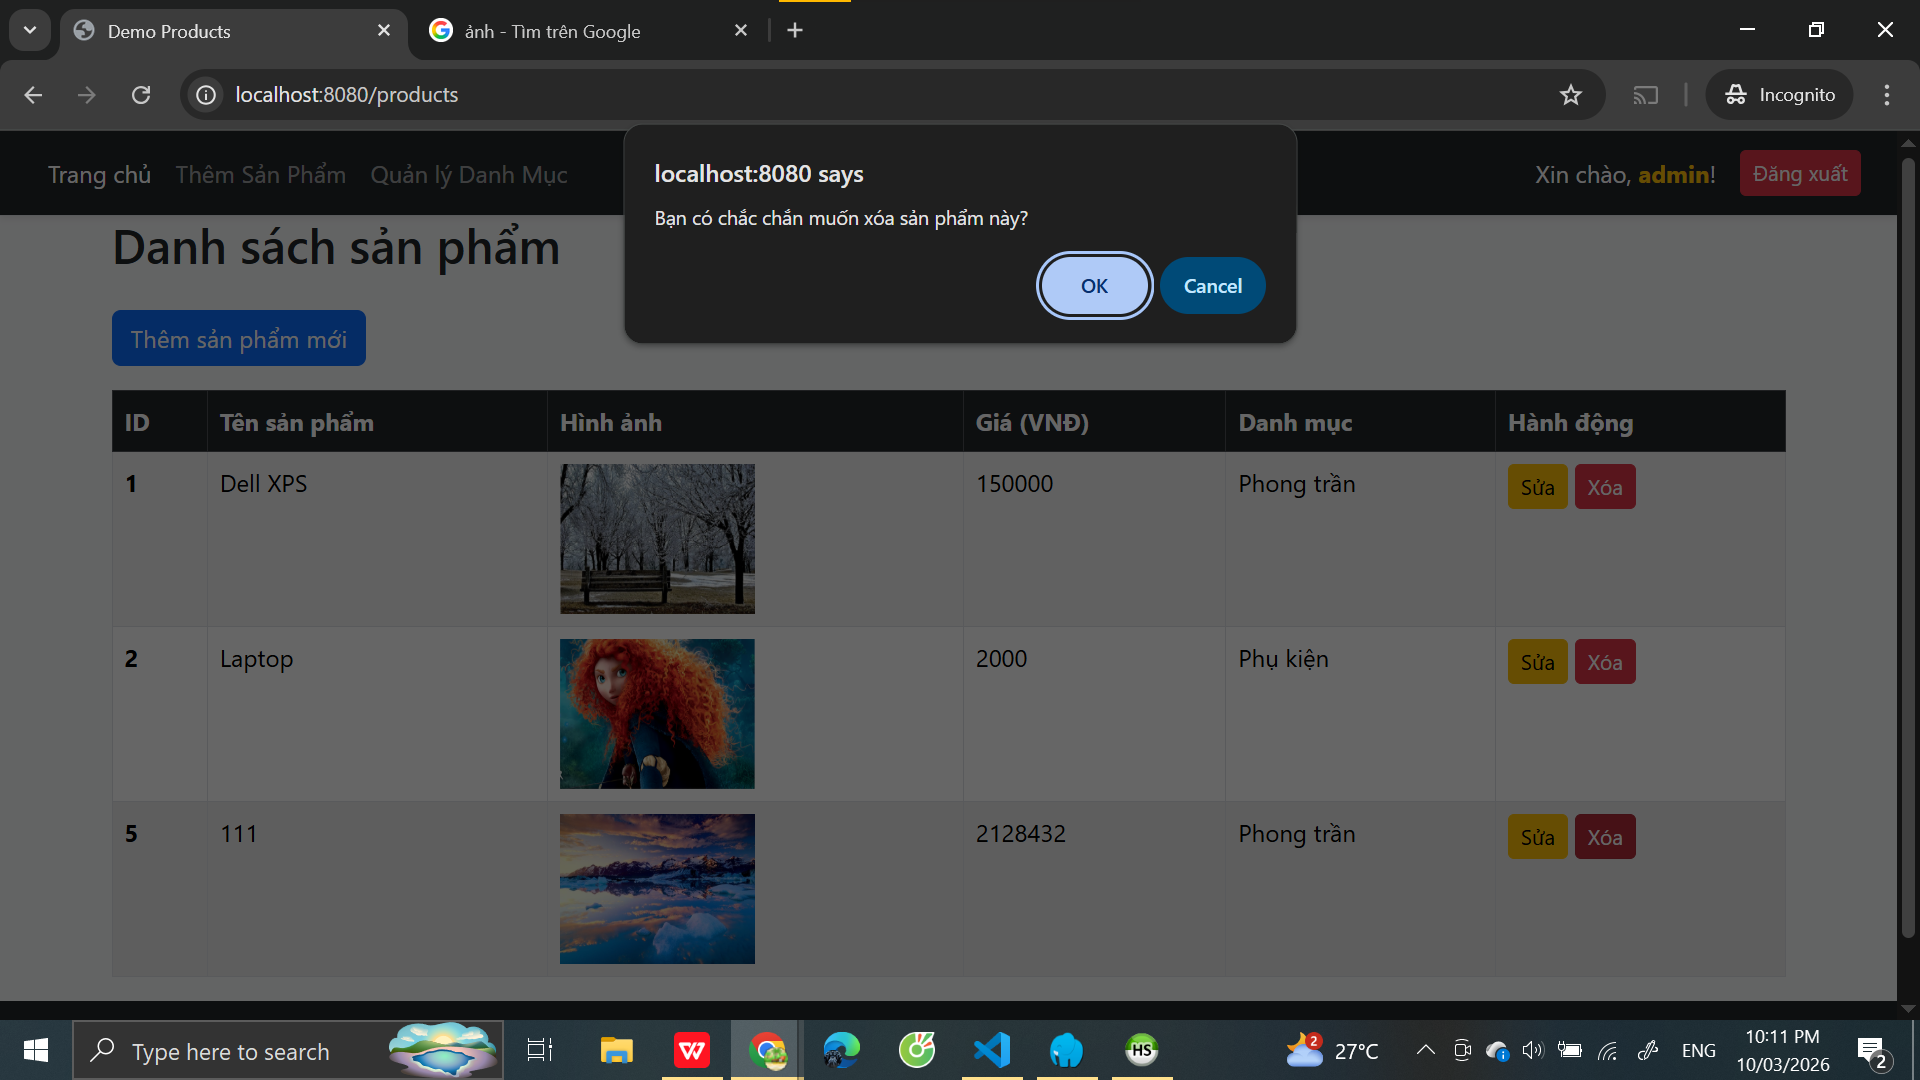 Demo Products
ảnh - Tìm trên Google
localhost:8080/products
Incognito
Trang chủ Thêm Sản Phẩm Quản lý Danh Mục
Xin chào, admin!
Đăng xuất
localhost:8080 says
Bạn có chắc chắn muốn xóa sản phẩm này?
OK Cancel
Danh sách sản phẩm
Thêm sản phẩm mới
ID Tên sản phẩm Hình ảnh Giá (VNĐ) Danh mục Hành động
1 Dell XPS 150000 Phong trần Sửa Xóa
2 Laptop 2000 Phụ kiện Sửa Xóa
5 111 2128432 Phong trần Sửa Xóa
Type here to search
W
HS
2
27°C
ENG
10:11 PM
10/03/2026
2